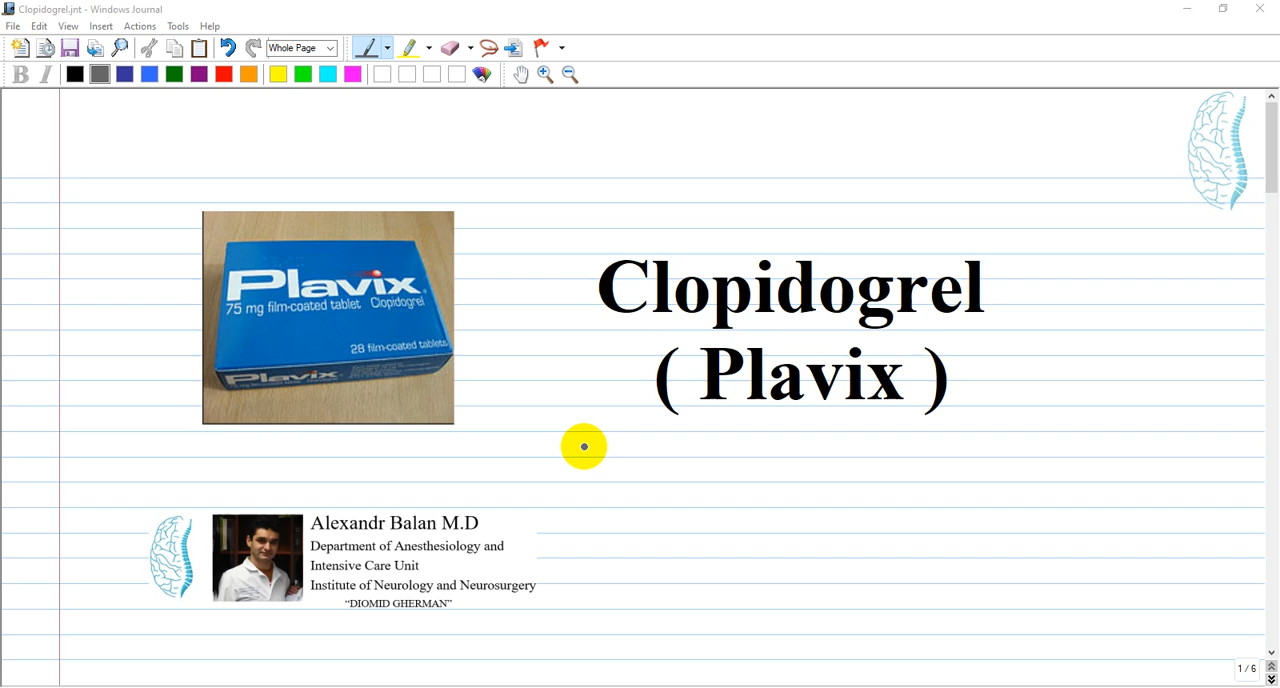 Clopidogrel.jnt - Windows Journal
File Edit View Insert Actions Tools Help
Whole Page
B I
Plavix
75 mg film-coated tablet Clopidogrel
28 film-coated tablets
Plavix
Clopidogrel
( Plavix )
Alexandr Balan M.D
Department of Anesthesiology and
Intensive Care Unit
Institute of Neurology and Neurosurgery
“DIOMID GHERMAN”
1 / 6